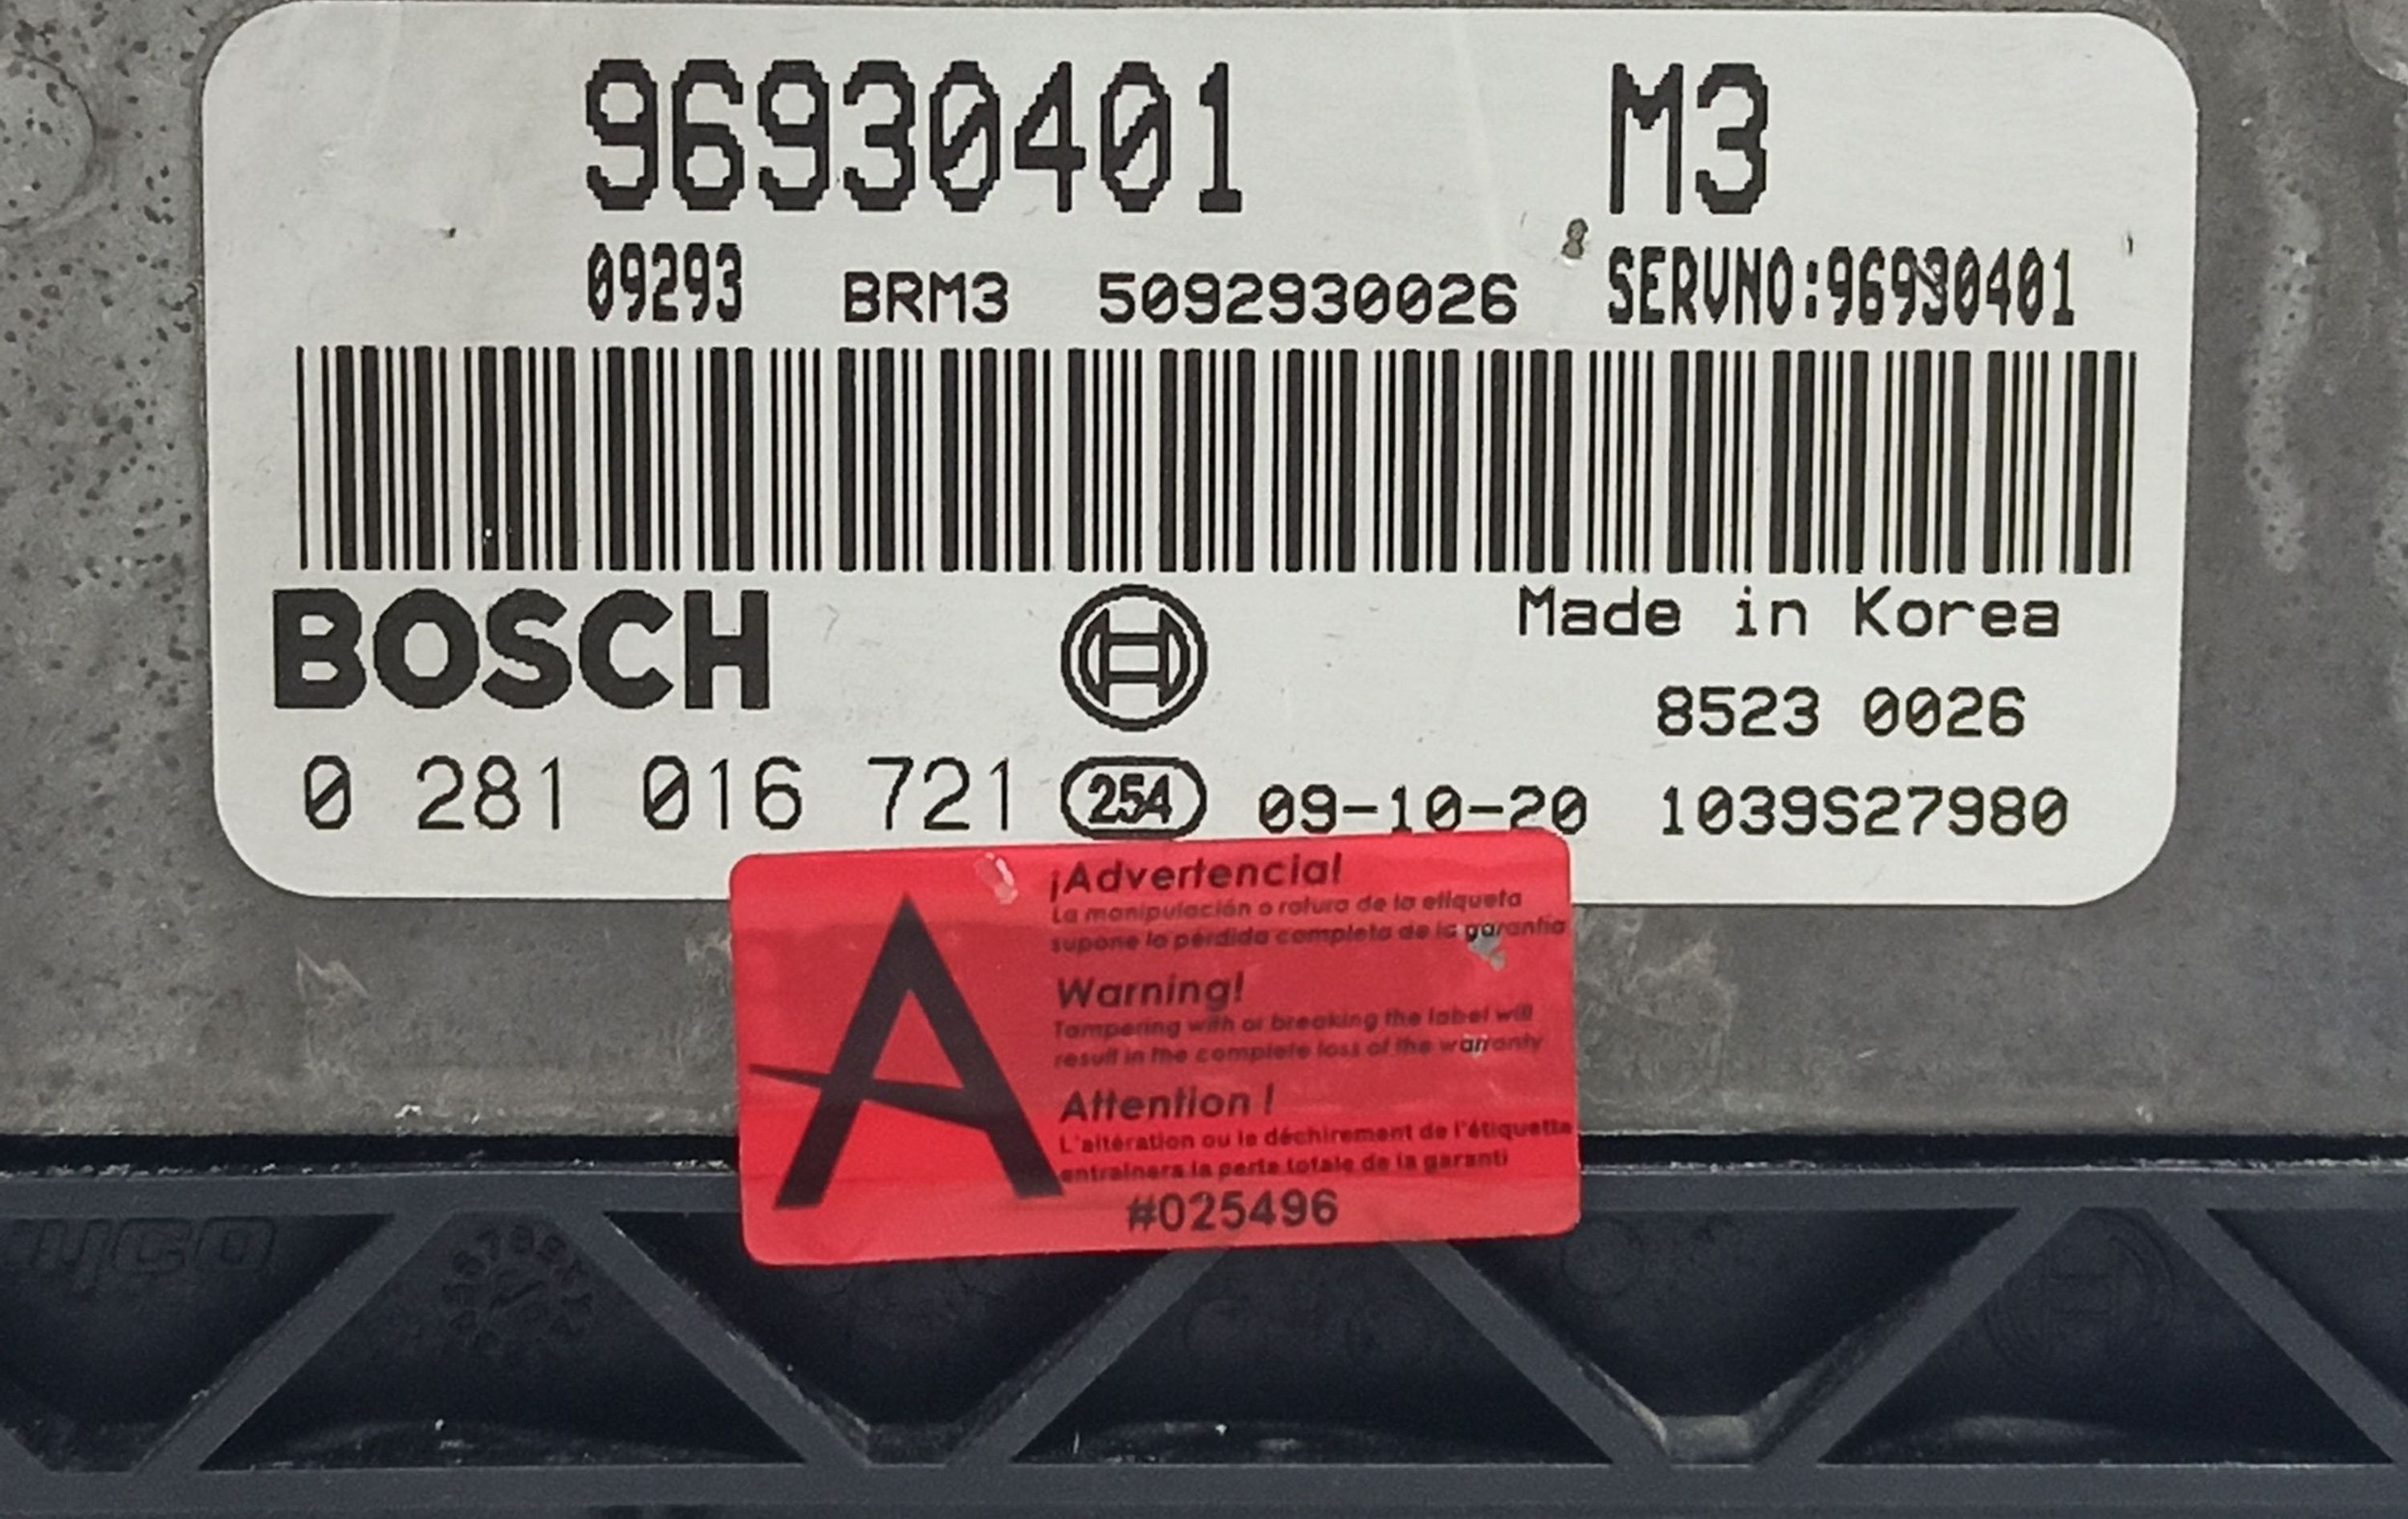 96930401 M3
09293 BRM3 5092930026 SERVNO:96930401
BOSCH
Made in Korea
8523 0026
0 281 016 721 254 09-10-20 1039S27980
A
¡Advertencia!
La manipulación o rotura de la etiqueta
supone la pérdida completa de la garantía
Warning!
Tampering with or breaking the label will
result in the complete loss of the warranty
Attention !
L'altération ou le déchirement de l'étiquette
entraînera la perte totale de la garanti
#025496